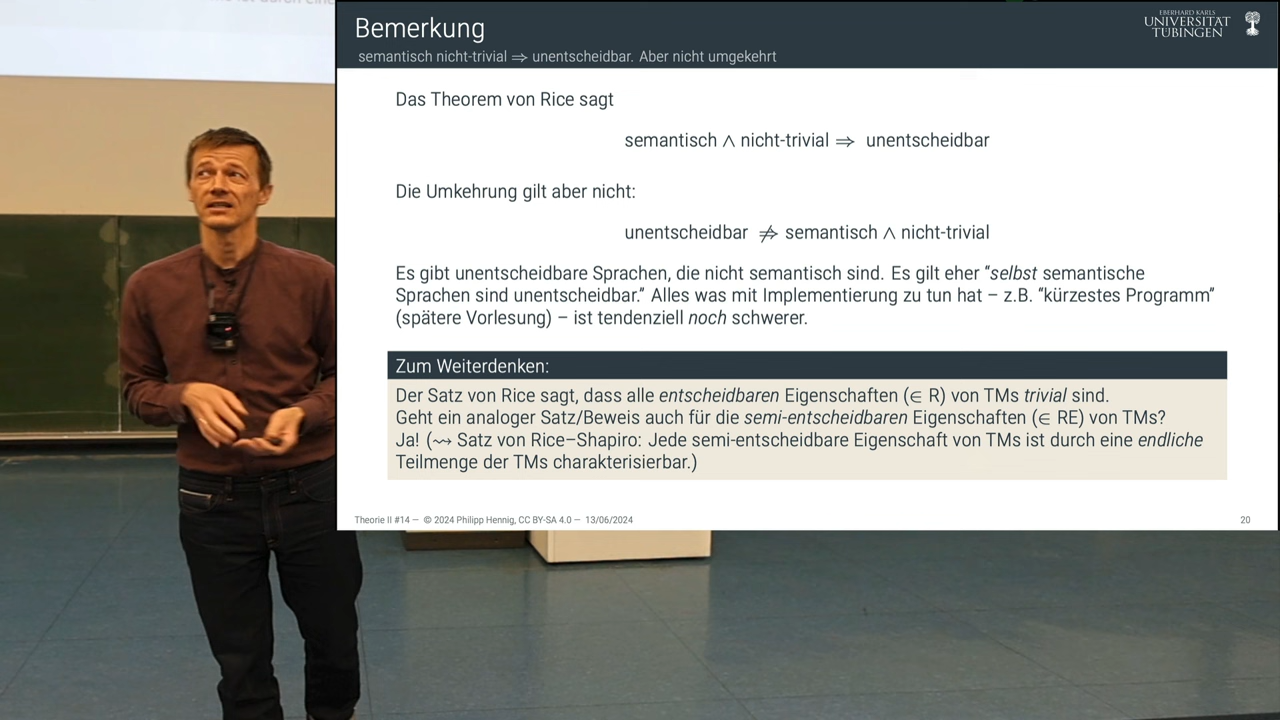 Bemerkung
semantisch nicht-trivial ⇒ unentscheidbar. Aber nicht umgekehrt
EBERHARD KARLS
UNIVERSITÄT
TÜBINGEN
Das Theorem von Rice sagt
semantisch ∧ nicht-trivial ⇒ unentscheidbar
Die Umkehrung gilt aber nicht:
unentscheidbar ⇏ semantisch ∧ nicht-trivial
Es gibt unentscheidbare Sprachen, die nicht semantisch sind. Es gilt eher “selbst semantische
Sprachen sind unentscheidbar.” Alles was mit Implementierung zu tun hat – z.B. “kürzestes Programm”
(spätere Vorlesung) – ist tendenziell noch schwerer.
Zum Weiterdenken:
Der Satz von Rice sagt, dass alle entscheidbaren Eigenschaften (∈ R) von TMs trivial sind.
Geht ein analoger Satz/Beweis auch für die semi-entscheidbaren Eigenschaften (∈ RE) von TMs?
Ja! (⇝ Satz von Rice–Shapiro: Jede semi-entscheidbare Eigenschaft von TMs ist durch eine endliche
Teilmenge der TMs charakterisierbar.)
Theorie II #14 — © 2024 Philipp Hennig, CC BY-SA 4.0 — 13/06/2024
20